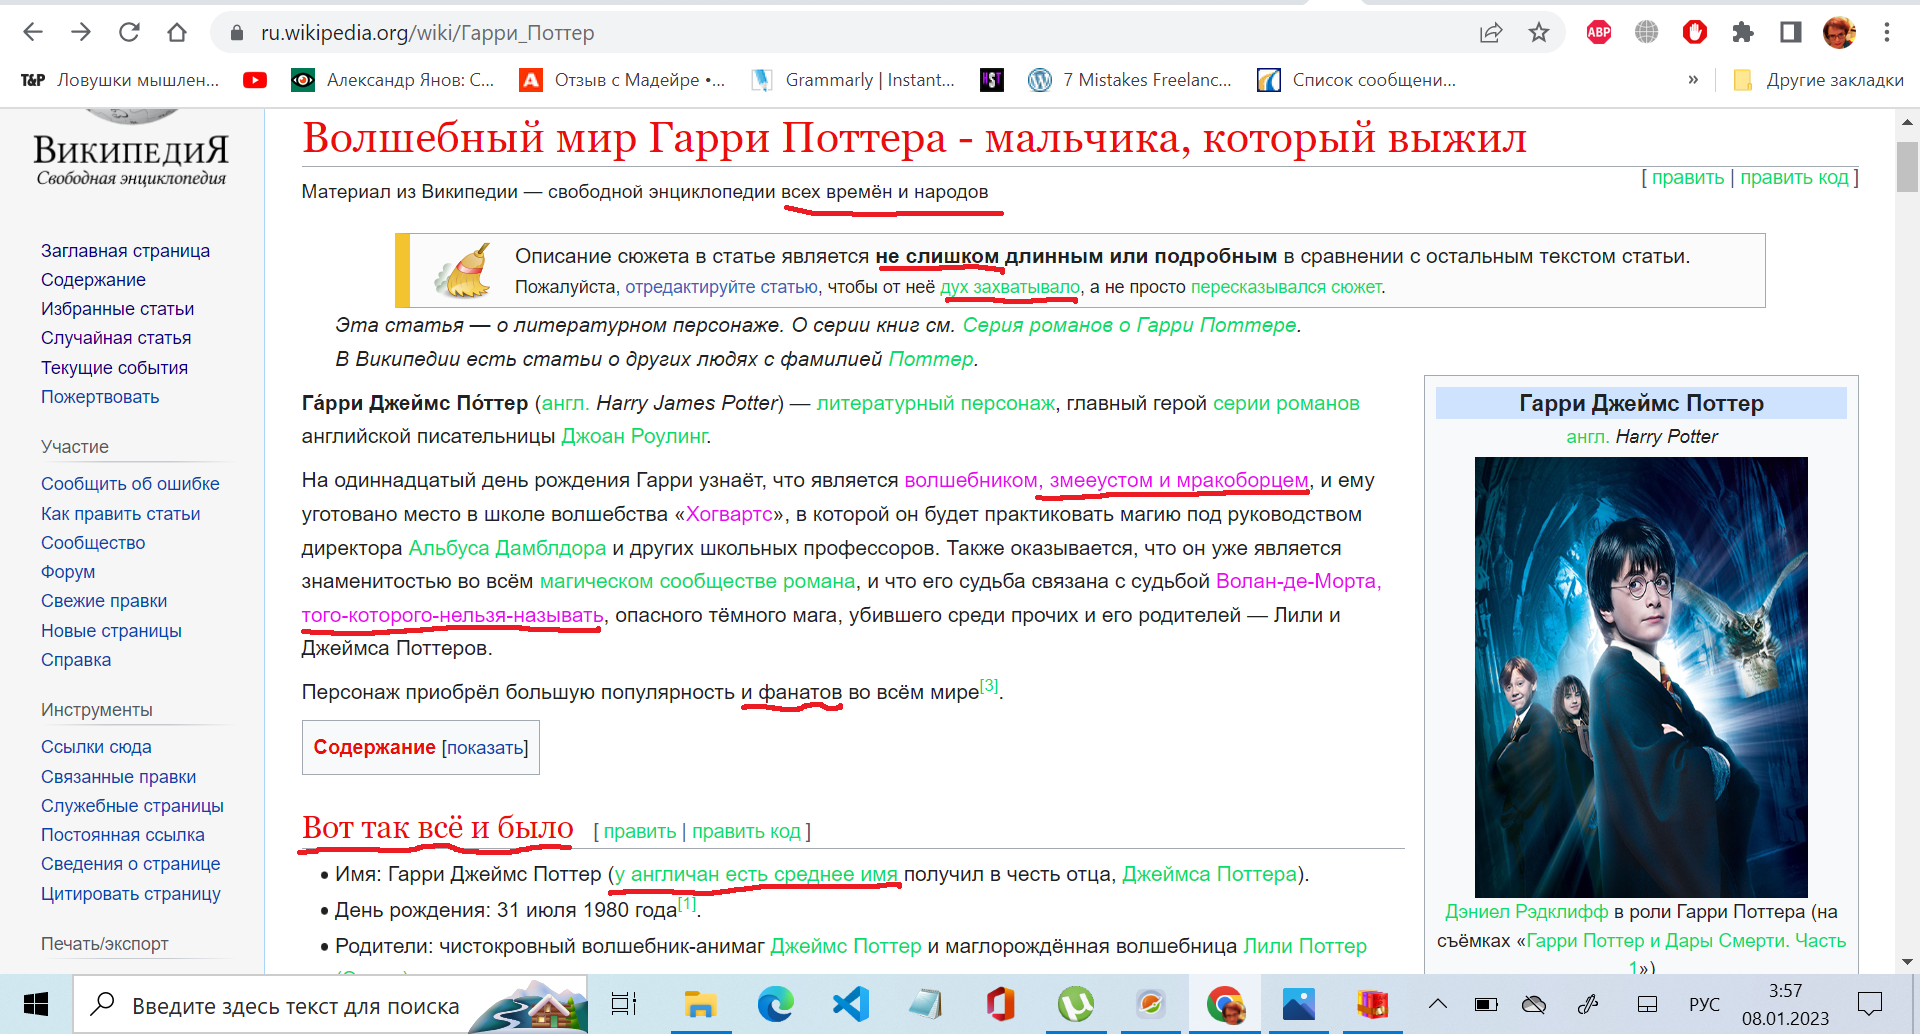 ru.wikipedia.org/wiki/Гарри_Поттер
ABP
T&P Ловушки мышлен... Александр Янов: С... Отзыв с Мадейре •... Grammarly | Instant... HST 7 Mistakes Freelanc... Список сообщени... » Другие закладки
ВИКИПЕДИЯ
Свободная энциклопедия
Заглавная страница
Содержание
Избранные статьи
Случайная статья
Текущие события
Пожертвовать
Участие
Сообщить об ошибке
Как править статьи
Сообщество
Форум
Свежие правки
Новые страницы
Справка
Инструменты
Ссылки сюда
Связанные правки
Служебные страницы
Постоянная ссылка
Сведения о странице
Цитировать страницу
Печать/экспорт
Волшебный мир Гарри Поттера - мальчика, который выжил
[ править | править код ]
Материал из Википедии — свободной энциклопедии всех времён и народов
Описание сюжета в статье является не слишком длинным или подробным в сравнении с остальным текстом статьи.
Пожалуйста, отредактируйте статью, чтобы от неё дух захватывало, а не просто пересказывался сюжет.
Эта статья — о литературном персонаже. О серии книг см. Серия романов о Гарри Поттере.
В Википедии есть статьи о других людях с фамилией Поттер.
Га́рри Джеймс По́ттер (англ. Harry James Potter) — литературный персонаж, главный герой серии романов
английской писательницы Джоан Роулинг.
На одиннадцатый день рождения Гарри узнаёт, что является волшебником, змееустом и мракоборцем, и ему
уготовано место в школе волшебства «Хогвартс», в которой он будет практиковать магию под руководством
директора Альбуса Дамблдора и других школьных профессоров. Также оказывается, что он уже является
знаменитостью во всём магическом сообществе романа, и что его судьба связана с судьбой Волан-де-Морта,
того-которого-нельзя-называть, опасного тёмного мага, убившего среди прочих и его родителей — Лили и
Джеймса Поттеров.
Персонаж приобрёл большую популярность и фанатов во всём мире[3].
Содержание [показать]
Вот так всё и было [ править | править код ]
• Имя: Гарри Джеймс Поттер (у англичан есть среднее имя получил в честь отца, Джеймса Поттера).
• День рождения: 31 июля 1980 года[1].
• Родители: чистокровный волшебник-анимаг Джеймс Поттер и маглорождённая волшебница Лили Поттер
Гарри Джеймс Поттер
англ. Harry Potter
Дэниел Рэдклифф в роли Гарри Поттера (на
съёмках «Гарри Поттер и Дары Смерти. Часть
1»)
Введите здесь текст для поиска
РУС
3:57
08.01.2023